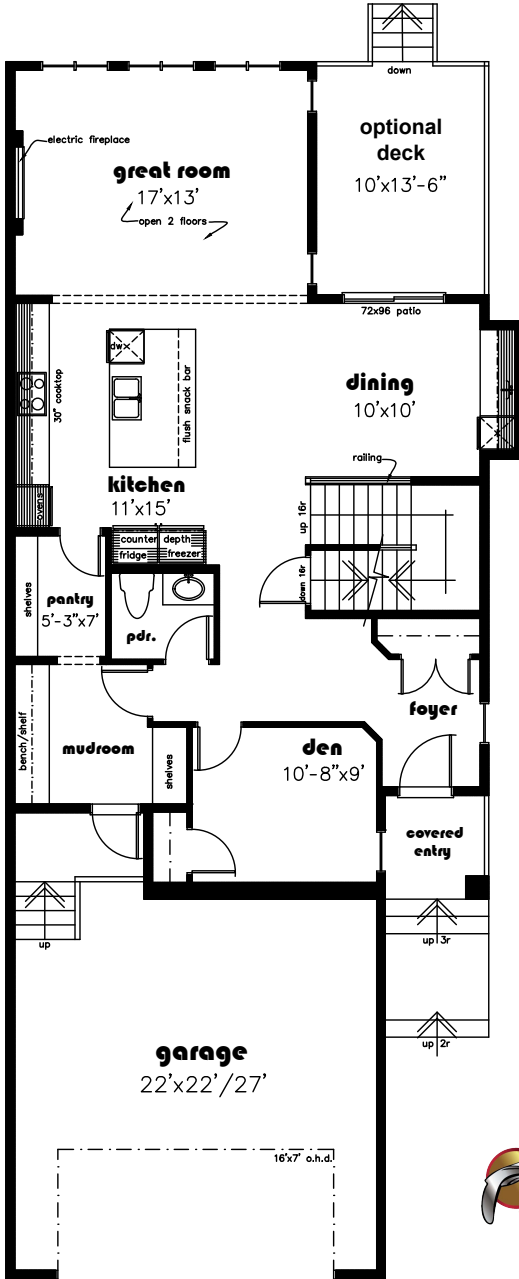 down
optional
deck
10'x13'-6"
electric fireplace
great room
17'x13'
open 2 floors
72x96 patio
dw
30" cooktop
flush snack bar
dining
10'x10'
railing
kitchen
11'x15'
ovens
up 16r
counter depth
fridge freezer
down 16r
shelves
pantry
5'-3"x7'
pdr.
foyer
bench/shelf
mudroom
shelves
den
10'-8"x9'
covered
entry
up
up 3r
up 2r
garage
22'x22'/27'
16'x7' o.h.d.